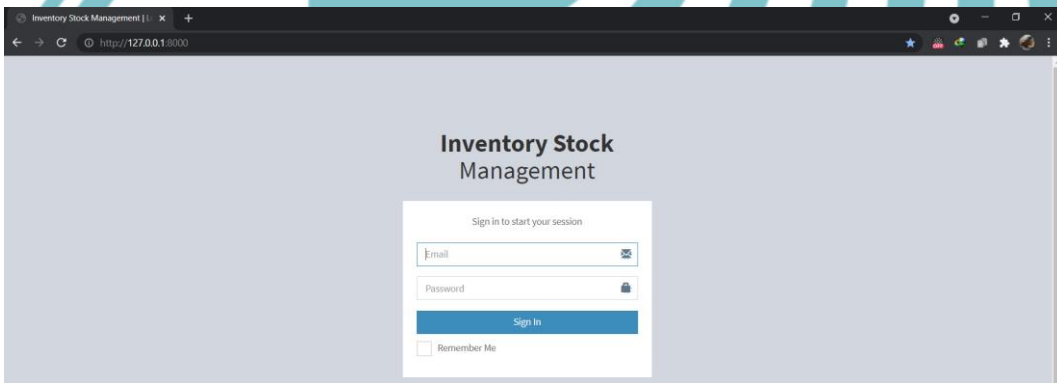 Inventory Stock Management | L
http://127.0.0.1:8000
Inventory Stock
Management
Sign in to start your session
Email
Password
Sign In
Remember Me